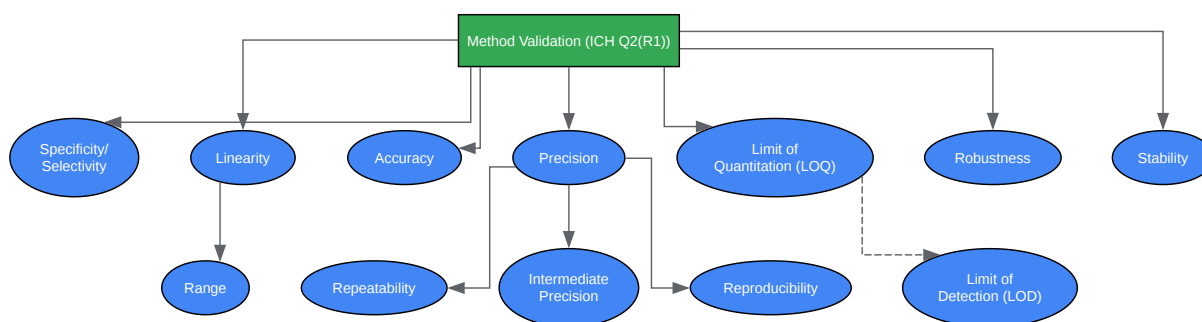 Method Validation (ICH Q2(R1))
Specificity/
Selectivity
Linearity
Accuracy
Precision
Limit of
Quantitation (LOQ)
Robustness
Stability
Range
Repeatability
Intermediate
Precision
Reproducibility
Limit of
Detection (LOD)